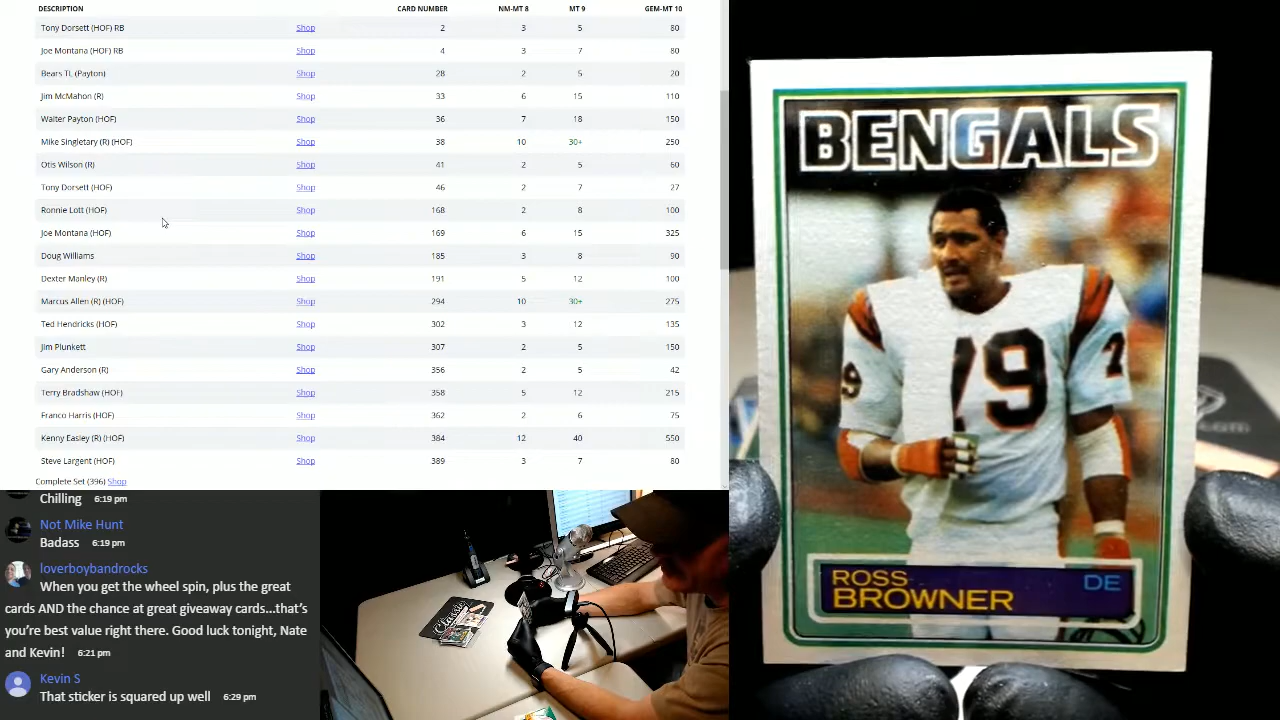 DESCRIPTION CARD NUMBER NM-MT 8 MT 9 GEM-MT 10
Tony Dorsett (HOF) RB Shop 2 3 5 80
Joe Montana (HOF) RB Shop 4 3 7 80
Bears TL (Payton) Shop 28 2 5 20
Jim McMahon (R) Shop 33 6 15 110
Walter Payton (HOF) Shop 36 7 18 150
Mike Singletary (R) (HOF) Shop 38 10 30+ 250
Otis Wilson (R) Shop 41 2 5 60
Tony Dorsett (HOF) Shop 46 2 7 27
Ronnie Lott (HOF) Shop 168 2 8 100
Joe Montana (HOF) Shop 169 6 15 325
Doug Williams Shop 185 3 8 90
Dexter Manley (R) Shop 191 5 12 100
Marcus Allen (R) (HOF) Shop 294 10 30+ 275
Ted Hendricks (HOF) Shop 302 3 12 135
Jim Plunkett Shop 307 2 5 150
Gary Anderson (R) Shop 356 2 5 42
Terry Bradshaw (HOF) Shop 358 5 12 215
Franco Harris (HOF) Shop 362 2 6 75
Kenny Easley (R) (HOF) Shop 384 12 40 550
Steve Largent (HOF) Shop 389 3 7 80
Complete Set (396) Shop
Chilling 6:19 pm
Not Mike Hunt
Badass 6:19 pm
loverboybandrocks
When you get the wheel spin, plus the great
cards AND the chance at great giveaway cards...that's
you're best value right there. Good luck tonight, Nate
and Kevin! 6:21 pm
Kevin S
That sticker is squared up well 6:29 pm
BENGALS
79
79
7
ROSS
BROWNER
DE